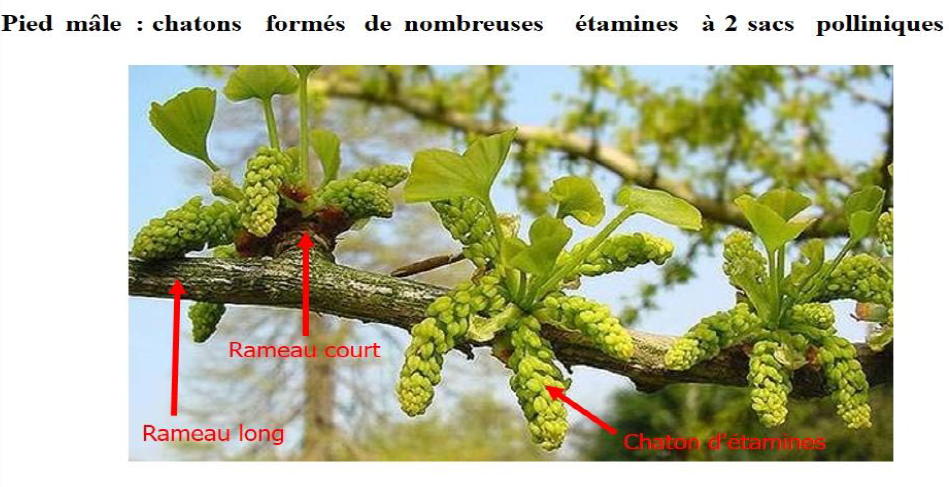 Pied mâle : chatons formés de nombreuses étamines à 2 sacs polliniques
Rameau court
Rameau long
Chaton d'étamines